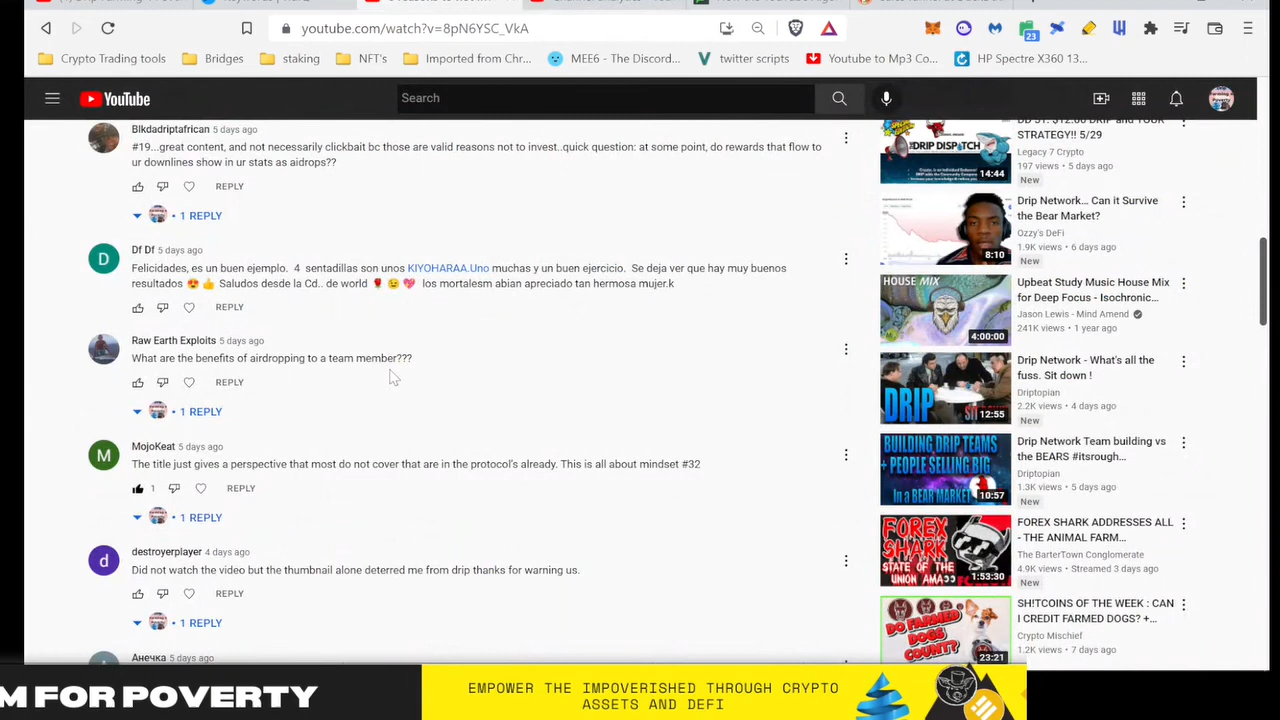 youtube.com/watch?v=8pN6YSC_VkA
23
Crypto Trading tools
Bridges
staking
NFT's
Imported from Chr...
MEE6 - The Discord...
twitter scripts
Youtube to Mp3 Co...
HP Spectre X360 13...
YouTube
Search
Blkdadriptafrican 5 days ago
#19...great content, and not necessarily clickbait bc those are valid reasons not to invest..quick question: at some point, do rewards that flow to
ur downlines show in ur stats as aidrops??
REPLY
1 REPLY
D
Df Df 5 days ago
Felicidades, es un buen ejemplo. 4 sentadillas son unos KIYOHARAA.Uno muchas y un buen ejercicio. Se deja ver que hay muy buenos
resultados 😍 👍 Saludos desde la Cd.. de world 🌹 😉 💖 los mortalesm abian apreciado tan hermosa mujer.k
REPLY
Raw Earth Exploits 5 days ago
What are the benefits of airdropping to a team member???
REPLY
1 REPLY
M
MojoKeat 5 days ago
The title just gives a perspective that most do not cover that are in the protocol's already. This is all about mindset #32
1 REPLY
1 REPLY
d
destroyerplayer 4 days ago
Did not watch the video but the thumbnail alone deterred me from drip thanks for warning us.
REPLY
1 REPLY
Анечка 5 days ago
DRIP DISPATCH
14:44
DD 51: $12.00 DRIP and YOUR
STRATEGY!! 5/29
Legacy 7 Crypto
197 views • 5 days ago
New
8:10
Drip Network... Can it Survive
the Bear Market?
Ozzy's DeFi
1.9K views • 6 days ago
New
HOUSE MIX
4:00:00
Upbeat Study Music House Mix
for Deep Focus - Isochronic...
Jason Lewis - Mind Amend
241K views • 1 year ago
DRIP SIT
12:55
Drip Network - What's all the
fuss. Sit down !
Driptopian
2.2K views • 4 days ago
New
BUILDING DRIP TEAMS
+ PEOPLE SELLING BIG
In a BEAR MARKET
10:57
Drip Network Team building vs
the BEARS #itsrough...
Driptopian
1.3K views • 5 days ago
New
FOREX SHARK
STATE OF THE
UNION AMA
1:53:30
FOREX SHARK ADDRESSES ALL
- THE ANIMAL FARM...
The BarterTown Conglomerate
4.9K views • Streamed 3 days ago
New
DO FARMED
DOGS
COUNT?
23:21
SH!TCOINS OF THE WEEK : CAN
I CREDIT FARMED DOGS? +...
Crypto Mischief
1.2K views • 7 days ago
M FOR POVERTY
EMPOWER THE IMPOVERISHED THROUGH CRYPTO
ASSETS AND DEFI